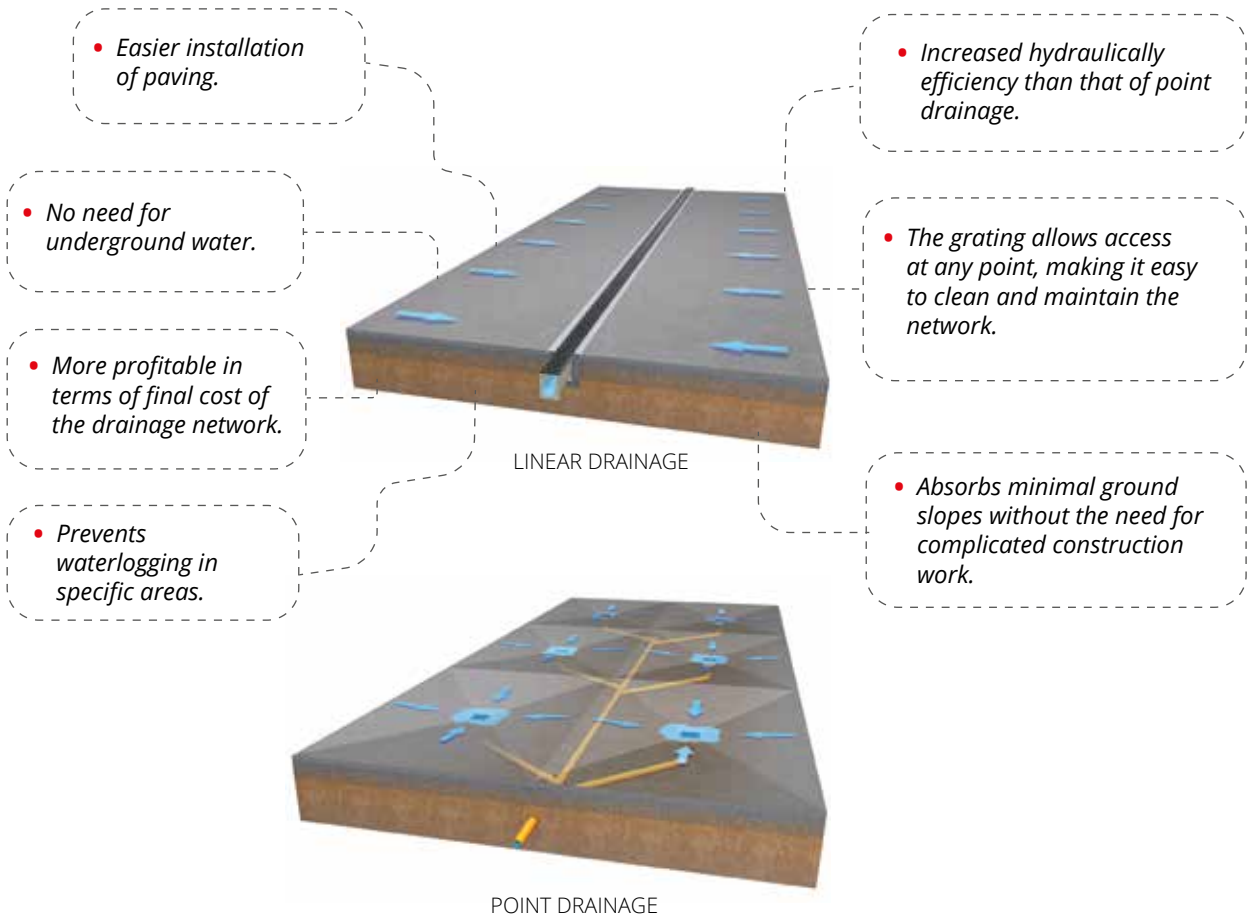 • Easier installation
of paving.
• No need for
underground water.
• More profitable in
terms of final cost of
the drainage network.
• Prevents
waterlogging in
specific areas.
• Increased hydraulically
efficiency than that of point
drainage.
• The grating allows access
at any point, making it easy
to clean and maintain the
network.
• Absorbs minimal ground
slopes without the need for
complicated construction
work.
LINEAR DRAINAGE
POINT DRAINAGE